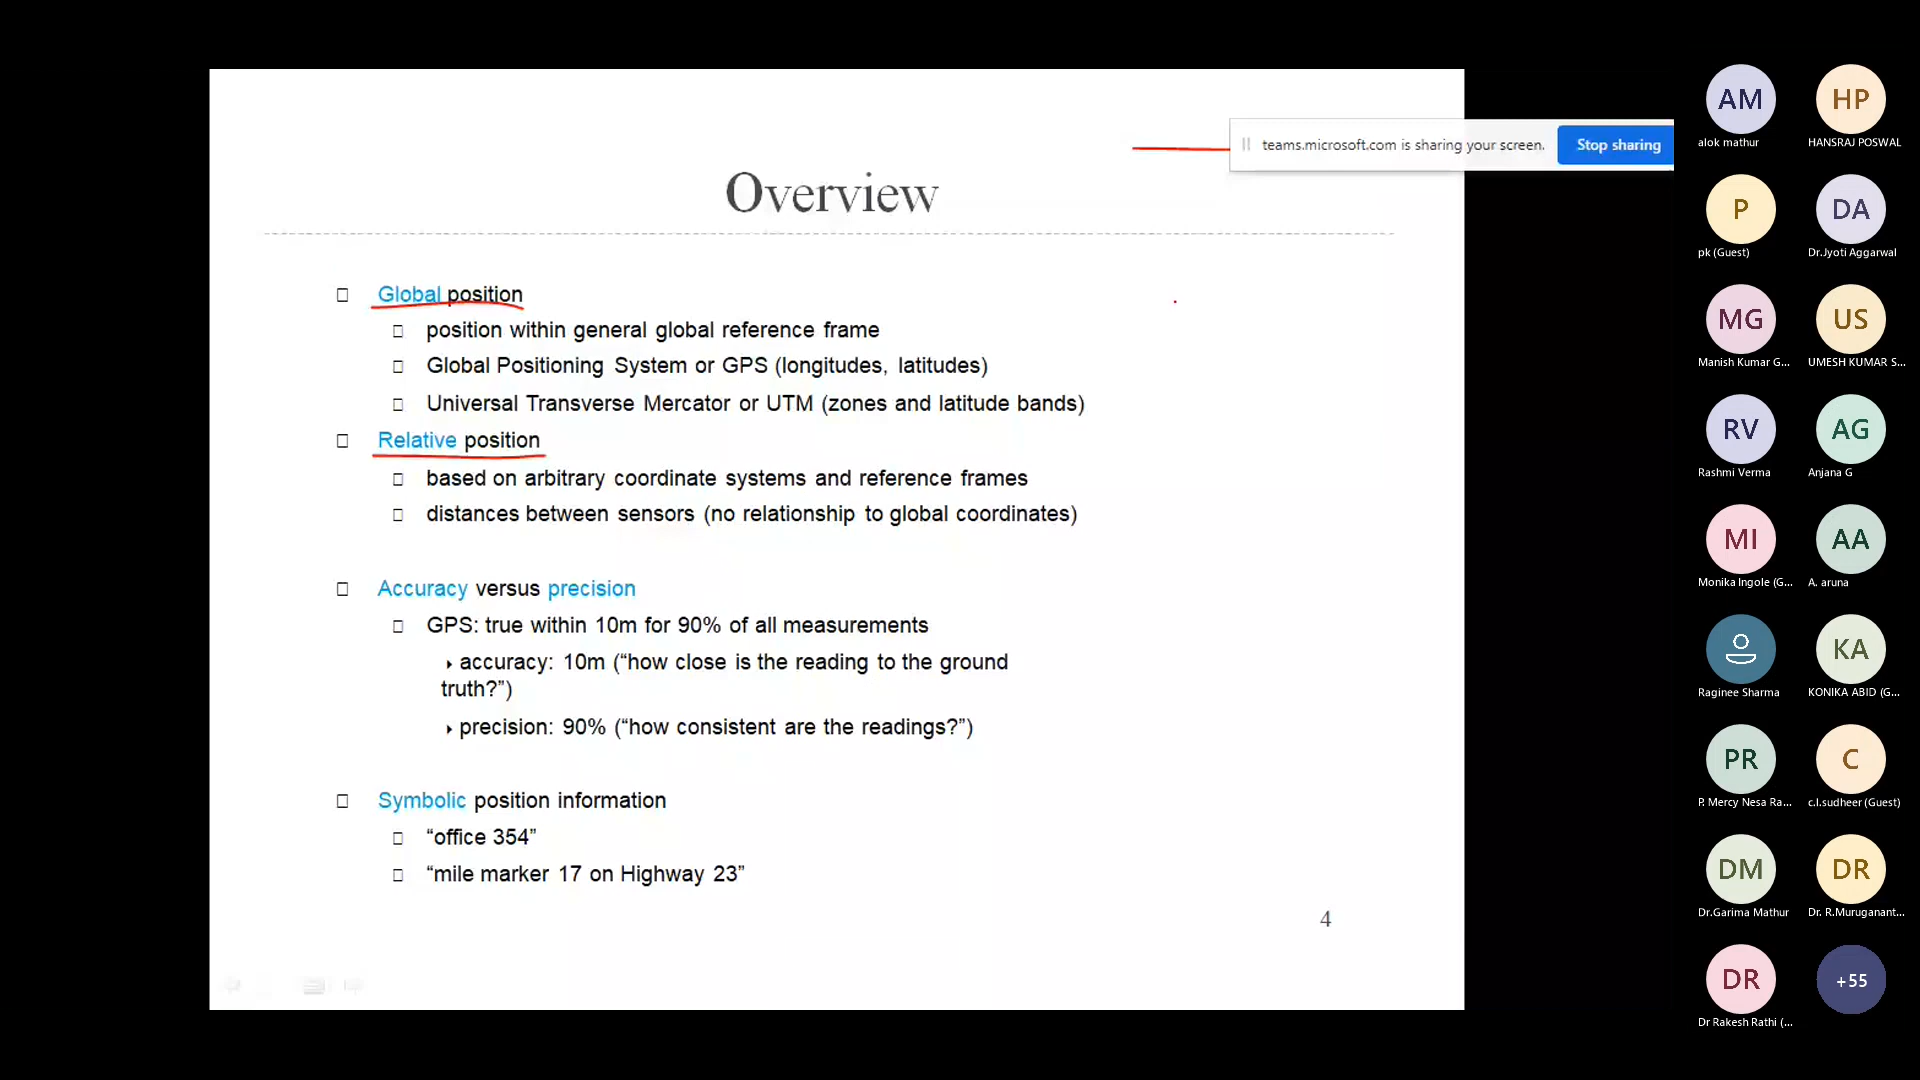 teams.microsoft.com is sharing your screen.
Stop sharing
Overview
Global position
position within general global reference frame
Global Positioning System or GPS (longitudes, latitudes)
Universal Transverse Mercator or UTM (zones and latitude bands)
Relative position
based on arbitrary coordinate systems and reference frames
distances between sensors (no relationship to global coordinates)
Accuracy versus precision
GPS: true within 10m for 90% of all measurements
accuracy: 10m (“how close is the reading to the ground
truth?”)
precision: 90% (“how consistent are the readings?”)
Symbolic position information
“office 354”
“mile marker 17 on Highway 23”
4
AM
alok mathur
HP
HANSRAJ POSWAL
P
pk (Guest)
DA
Dr.Jyoti Aggarwal
MG
Manish Kumar G...
US
UMESH KUMAR S...
RV
Rashmi Verma
AG
Anjana G
MI
Monika Ingole (G...
AA
A. aruna
Raginee Sharma
KA
KONIKA ABID (G...
PR
P. Mercy Nesa Ra...
C
c.l.sudheer (Guest)
DM
Dr.Garima Mathur
DR
Dr. R.Muruganant...
DR
Dr Rakesh Rathi (...
+55